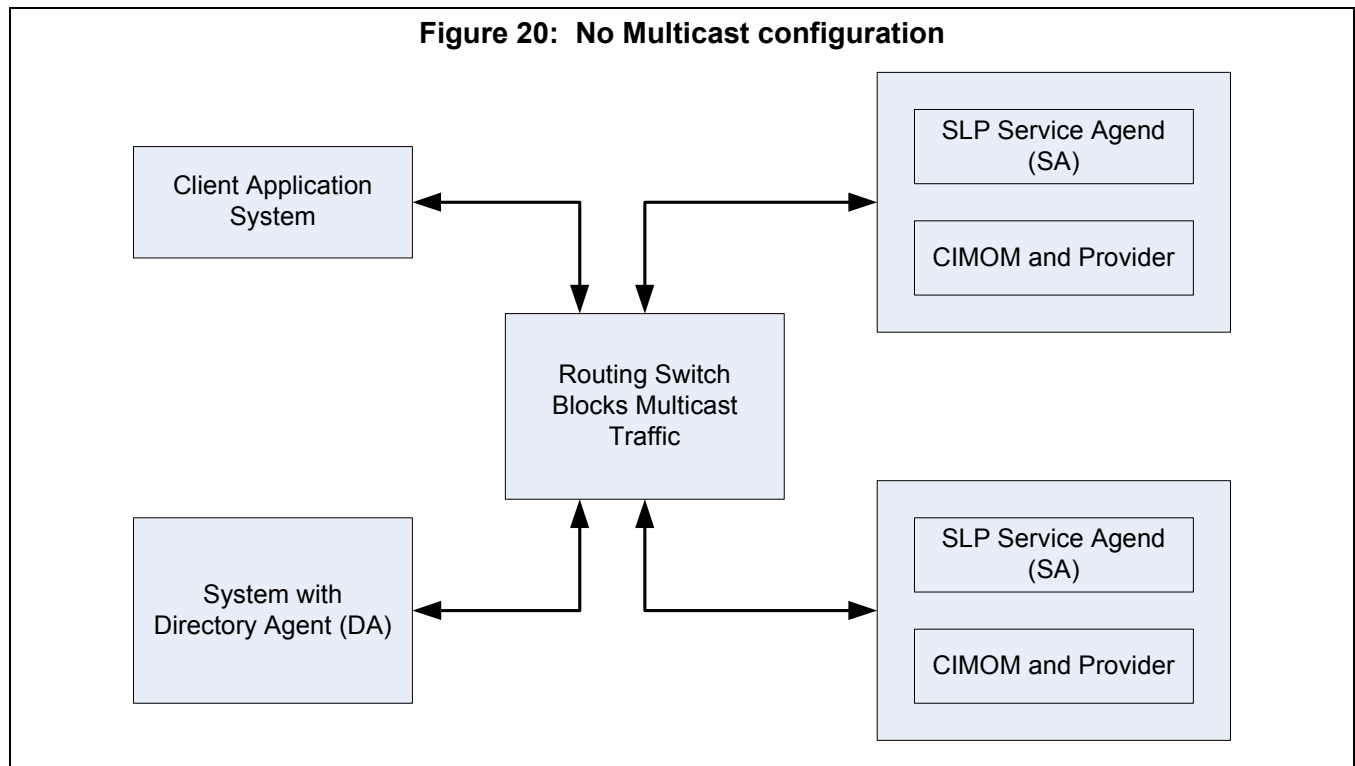 Figure 20: No Multicast configuration
Client Application
System
SLP Service Agend
(SA)
CIMOM and Provider
Routing Switch
Blocks Multicast
Traffic
System with
Directory Agent (DA)
SLP Service Agend
(SA)
CIMOM and Provider